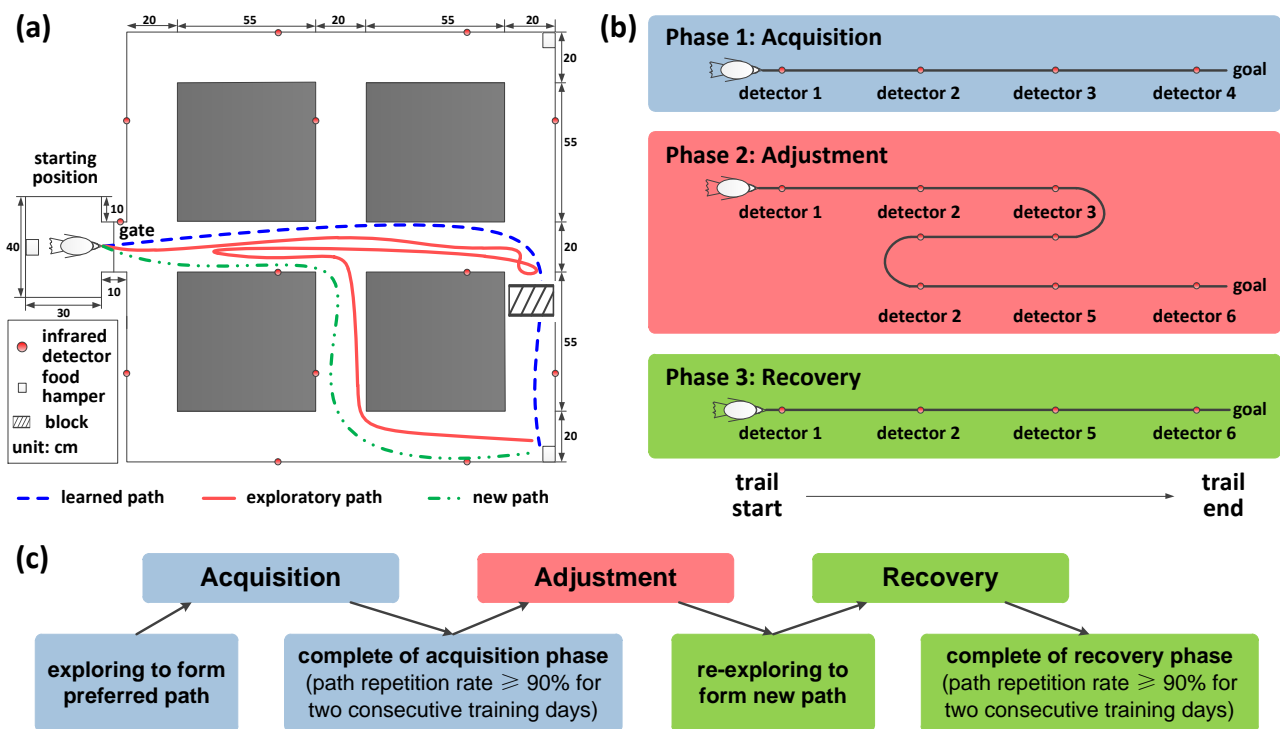 (a)
20
55
20
55
20
20
55
20
55
20
starting
position
10
gate
40
10
30
infrared
detector
food
hamper
block
unit: cm
learned path
exploratory path
new path
(b)
Phase 1: Acquisition
goal
detector 1
detector 2
detector 3
detector 4
Phase 2: Adjustment
detector 1
detector 2
detector 3
goal
detector 2
detector 5
detector 6
Phase 3: Recovery
goal
detector 1
detector 2
detector 5
detector 6
trail
start
trail
end
(c)
Acquisition
Adjustment
Recovery
exploring to form
preferred path
complete of acquisition phase
(path repetition rate ≥ 90% for
two consecutive training days)
re-exploring to
form new path
complete of recovery phase
(path repetition rate ≥ 90% for
two consecutive training days)